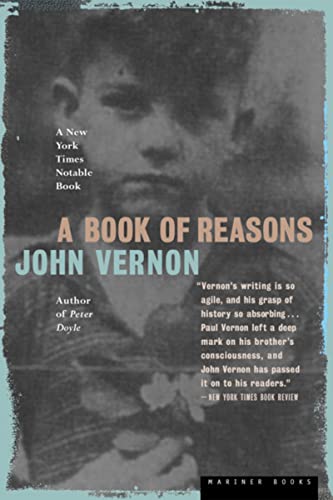 A New
York
Times
Notable
Book
A BOOK OF REASONS
JOHN VERNON
Author
of Peter
Doyle
"Vernon's writing is so
agile, and his grasp of
history so absorbing...
Paul Vernon left a deep
mark on his brother's
consciousness, and
John Vernon has passed
it on to his readers."
— NEW YORK TIMES BOOK REVIEW
MARINER BOOKS